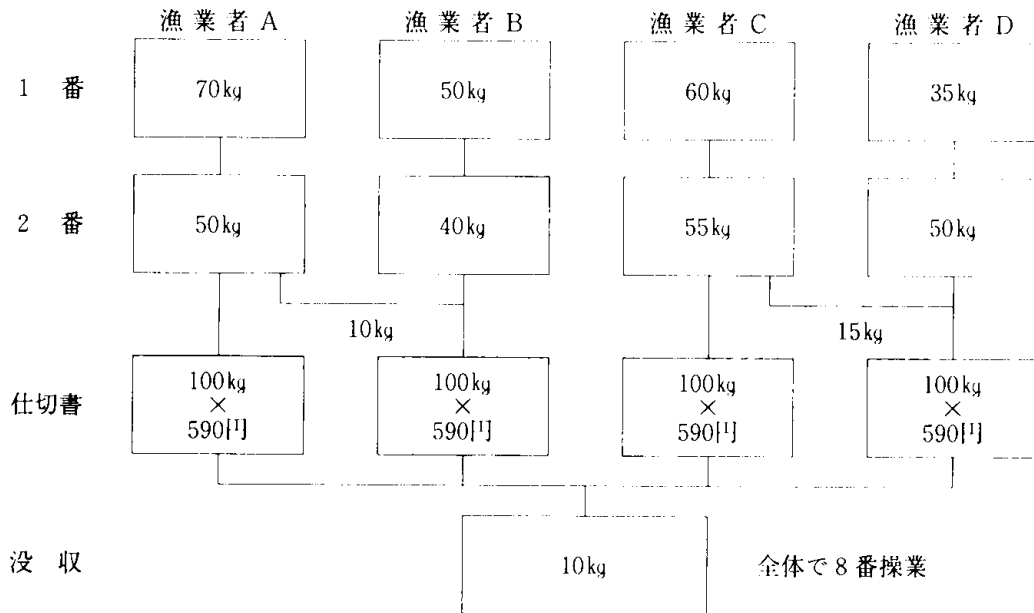 漁業者A 漁業者B 漁業者C 漁業者D
1番 70kg 50kg 60kg 35kg
2番 50kg 40kg 55kg 50kg
10kg 15kg
100kg 100kg 100kg 100kg
× × × ×
仕切書 590円 590円 590円 590円
没収 10kg 全体で8番操業